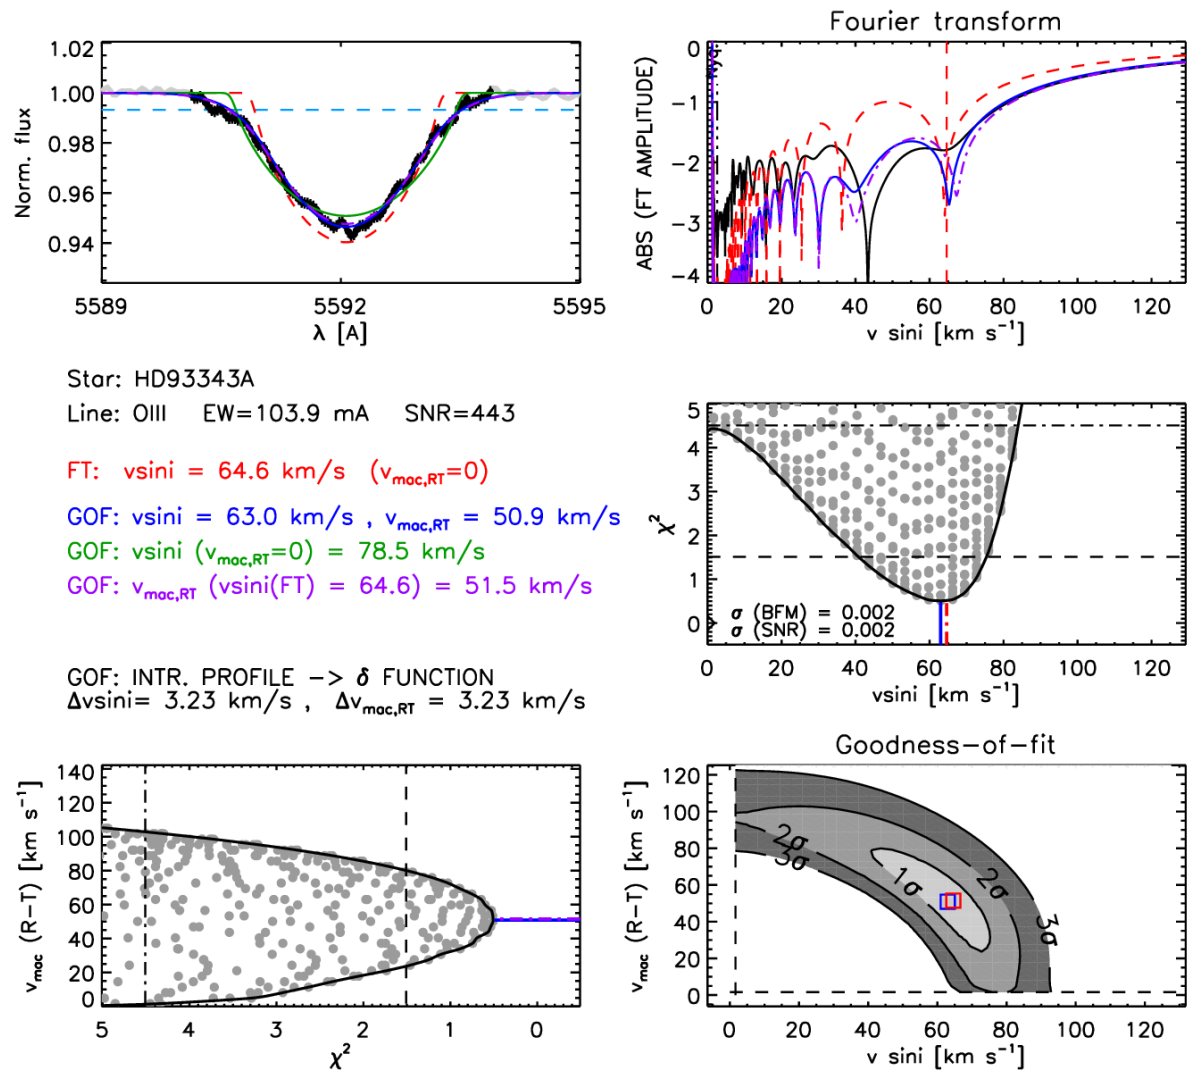 Fourier transform
1.02
1.00
0.98
0.96
0.94
Norm. flux
5589 5592 5595
λ [A]
0
−1
−2
−3
−4
ABS (FT AMPLITUDE)
0 20 40 60 80 100 120
v sini [km s⁻¹]
Star: HD93343A
Line: OIII EW=103.9 mA SNR=443
FT: vsini = 64.6 km/s (v_mac,RT=0)
GOF: vsini = 63.0 km/s , v_mac,RT = 50.9 km/s
GOF: vsini (v_mac,RT=0) = 78.5 km/s
GOF: v_mac,RT (vsini(FT) = 64.6) = 51.5 km/s
GOF: INTR. PROFILE −> δ FUNCTION
Δvsini= 3.23 km/s , Δv_mac,RT = 3.23 km/s
5
4
3
2
1
0
χ²
σ (BFM) = 0.002
σ (SNR) = 0.002
0 20 40 60 80 100 120
vsini [km s⁻¹]
140
120
100
80
60
40
20
0
v_mac (R−T) [km s⁻¹]
5 4 3 2 1 0
χ²
Goodness−of−fit
120
100
80
60
40
20
0
v_mac (R−T) [km s⁻¹]
2σ
3σ
1σ
2σ
3σ
0 20 40 60 80 100 120
v sini [km s⁻¹]